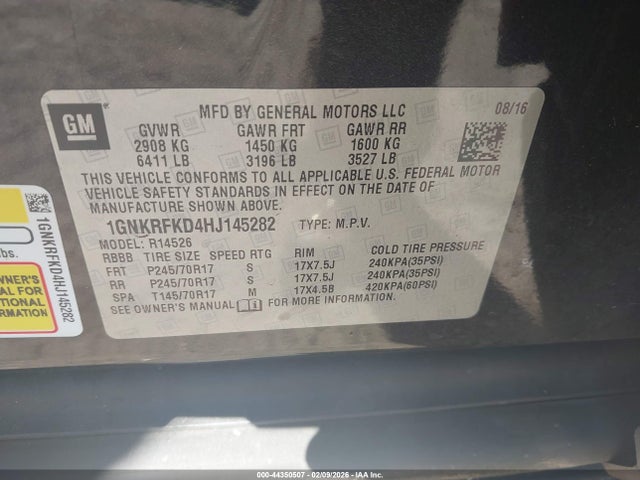 GM
MFD BY GENERAL MOTORS LLC 08/16
GVWR GAWR FRT GAWR RR
2908 KG 1450 KG 1600 KG
6411 LB 3196 LB 3527 LB
THIS VEHICLE CONFORMS TO ALL APPLICABLE U.S. FEDERAL MOTOR
VEHICLE SAFETY STANDARDS IN EFFECT ON THE DATE OF
MANUFACTURE SHOWN ABOVE.
1GNKRFKD4HJ145282 TYPE: M.P.V.
MODEL: R14526
RBBB TIRE SIZE SPEED RTG RIM COLD TIRE PRESSURE
FRT P245/70R17 S 17X7.5J 240KPA(35PSI)
RR P245/70R17 S 17X7.5J 240KPA(35PSI)
SPA T145/70R17 M 17X4.5B 420KPA(60PSI)
SEE OWNER'S MANUAL FOR MORE INFORMATION.
1GNKRFKD4HJ145282
OWNER'S
AL FOR
TIONAL
RMATION
000-44350507 - 02/09/2026 - IAA Inc.